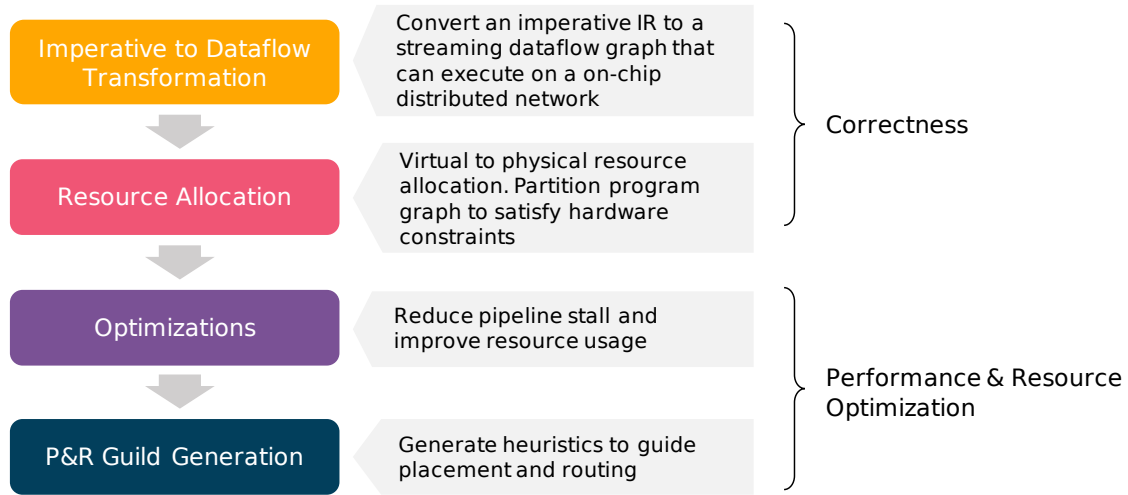 Imperative to Dataflow
Transformation
Convert an imperative IR to a
streaming dataflow graph that
can execute on a on-chip
distributed network
Correctness
Resource Allocation
Virtual to physical resource
allocation. Partition program
graph to satisfy hardware
constraints
Optimizations
Reduce pipeline stall and
improve resource usage
Performance & Resource
Optimization
P&R Guild Generation
Generate heuristics to guide
placement and routing